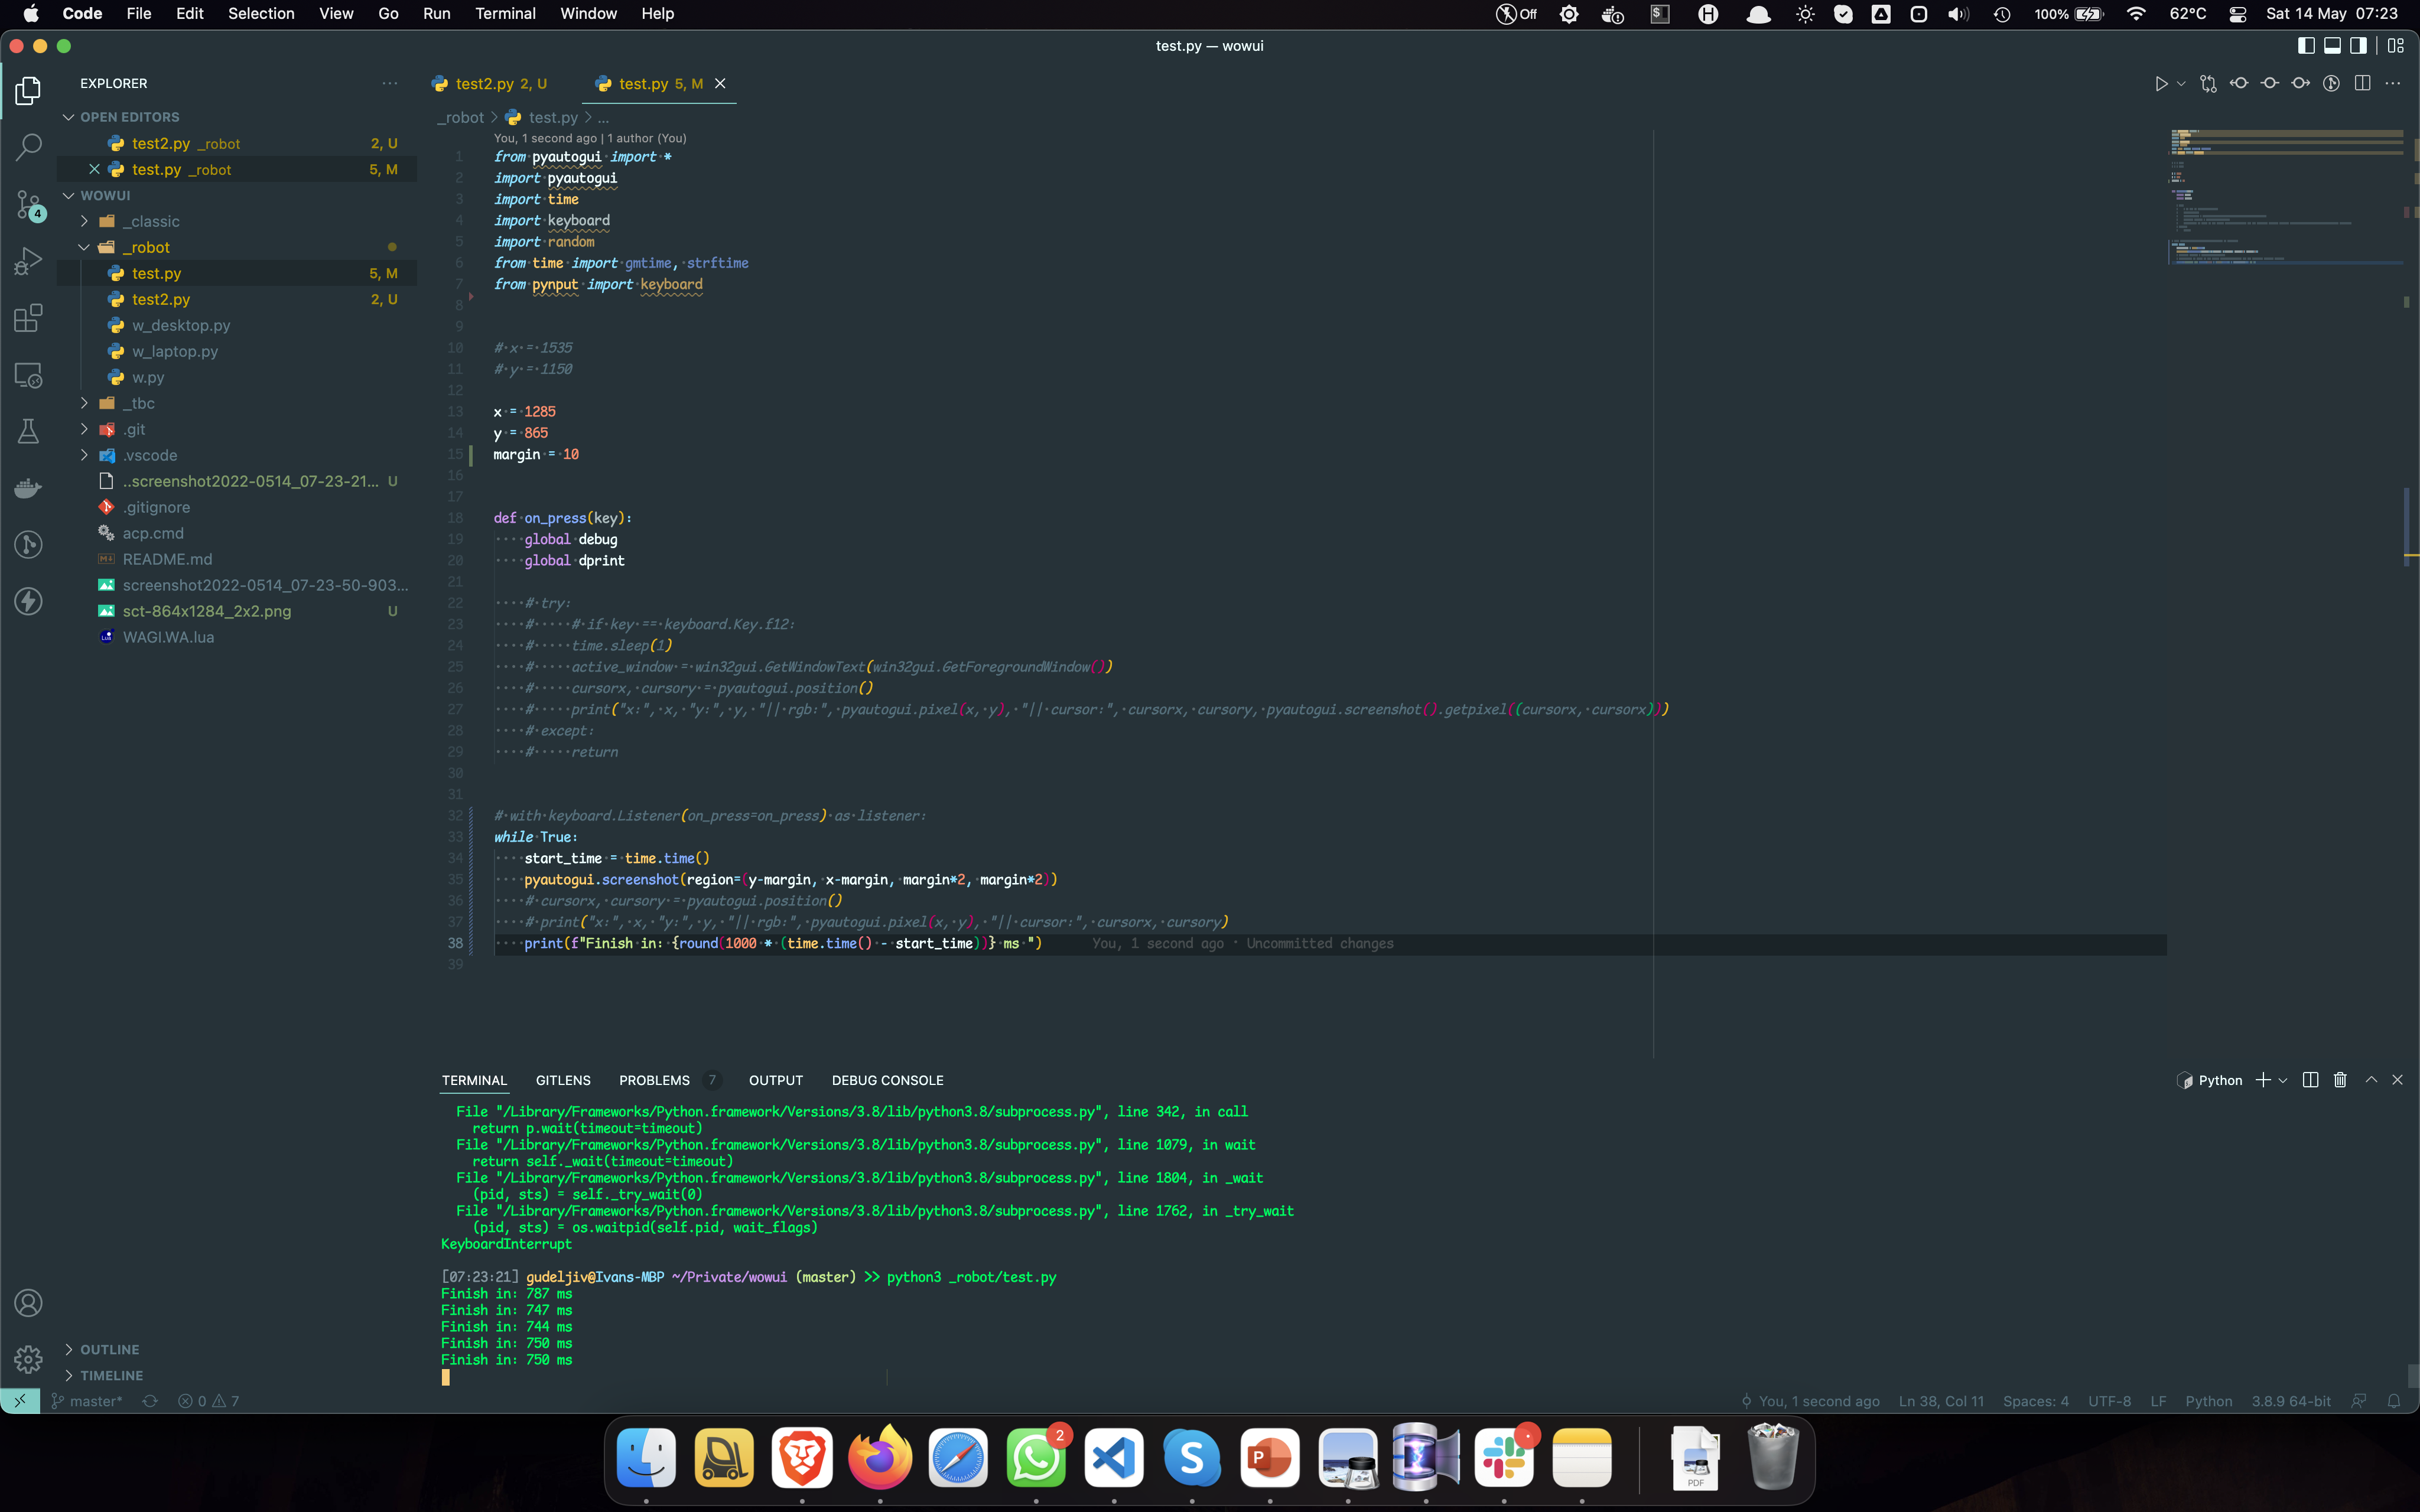 Code File Edit Selection View Go Run Terminal Window Help
Off 100% 62°C Sat 14 May 07:23
test.py — wowui
EXPLORER
OPEN EDITORS
test2.py _robot 2, U
test.py _robot 5, M
WOWUI
_classic
_robot
test.py 5, M
test2.py 2, U
w_desktop.py
w_laptop.py
w.py
_tbc
.git
.vscode
..screenshot2022-0514_07-23-21... U
.gitignore
acp.cmd
README.md
screenshot2022-0514_07-23-50-903...
sct-864x1284_2x2.png U
WAGI.WA.lua
OUTLINE
TIMELINE
4
test2.py 2, U test.py 5, M
_robot > test.py > ...
You, 1 second ago | 1 author (You)
1 from pyautogui import *
2 import pyautogui
3 import time
4 import keyboard
5 import random
6 from time import gmtime, strftime
7 from pynput import keyboard
8
9
10 # x = 1535
11 # y = 1150
12
13 x = 1285
14 y = 865
15 margin = 10
16
17
18 def on_press(key):
19 global debug
20 global dprint
21
22 # try:
23 # # if key == keyboard.Key.f12:
24 # time.sleep(1)
25 # active_window = win32gui.GetWindowText(win32gui.GetForegroundWindow())
26 # cursorx, cursory = pyautogui.position()
27 # print("x:", x, "y:", y, "|| rgb:", pyautogui.pixel(x, y), "|| cursor:", cursorx, cursory, pyautogui.screenshot().getpixel((cursorx, cursorx)))
28 # except:
29 # return
30
31
32 # with keyboard.Listener(on_press=on_press) as listener:
33 while True:
34 start_time = time.time()
35 pyautogui.screenshot(region=(y-margin, x-margin, margin*2, margin*2))
36 # cursorx, cursory = pyautogui.position()
37 # print("x:", x, "y:", y, "|| rgb:", pyautogui.pixel(x, y), "|| cursor:", cursorx, cursory)
38 print(f"Finish in: {round(1000 * (time.time() - start_time))} ms ") You, 1 second ago · Uncommitted changes
39
TERMINAL GITLENS PROBLEMS 7 OUTPUT DEBUG CONSOLE
Python
File "/Library/Frameworks/Python.framework/Versions/3.8/lib/python3.8/subprocess.py", line 342, in call
return p.wait(timeout=timeout)
File "/Library/Frameworks/Python.framework/Versions/3.8/lib/python3.8/subprocess.py", line 1079, in wait
return self._wait(timeout=timeout)
File "/Library/Frameworks/Python.framework/Versions/3.8/lib/python3.8/subprocess.py", line 1804, in _wait
(pid, sts) = self._try_wait(0)
File "/Library/Frameworks/Python.framework/Versions/3.8/lib/python3.8/subprocess.py", line 1762, in _try_wait
(pid, sts) = os.waitpid(self.pid, wait_flags)
KeyboardInterrupt
[07:23:21] gudeljiv@Ivans-MBP ~/Private/wowui (master) >> python3 _robot/test.py
Finish in: 787 ms
Finish in: 747 ms
Finish in: 744 ms
Finish in: 750 ms
Finish in: 750 ms
master* 0 7 You, 1 second ago Ln 38, Col 11 Spaces: 4 UTF-8 LF Python 3.8.9 64-bit
2
PDF